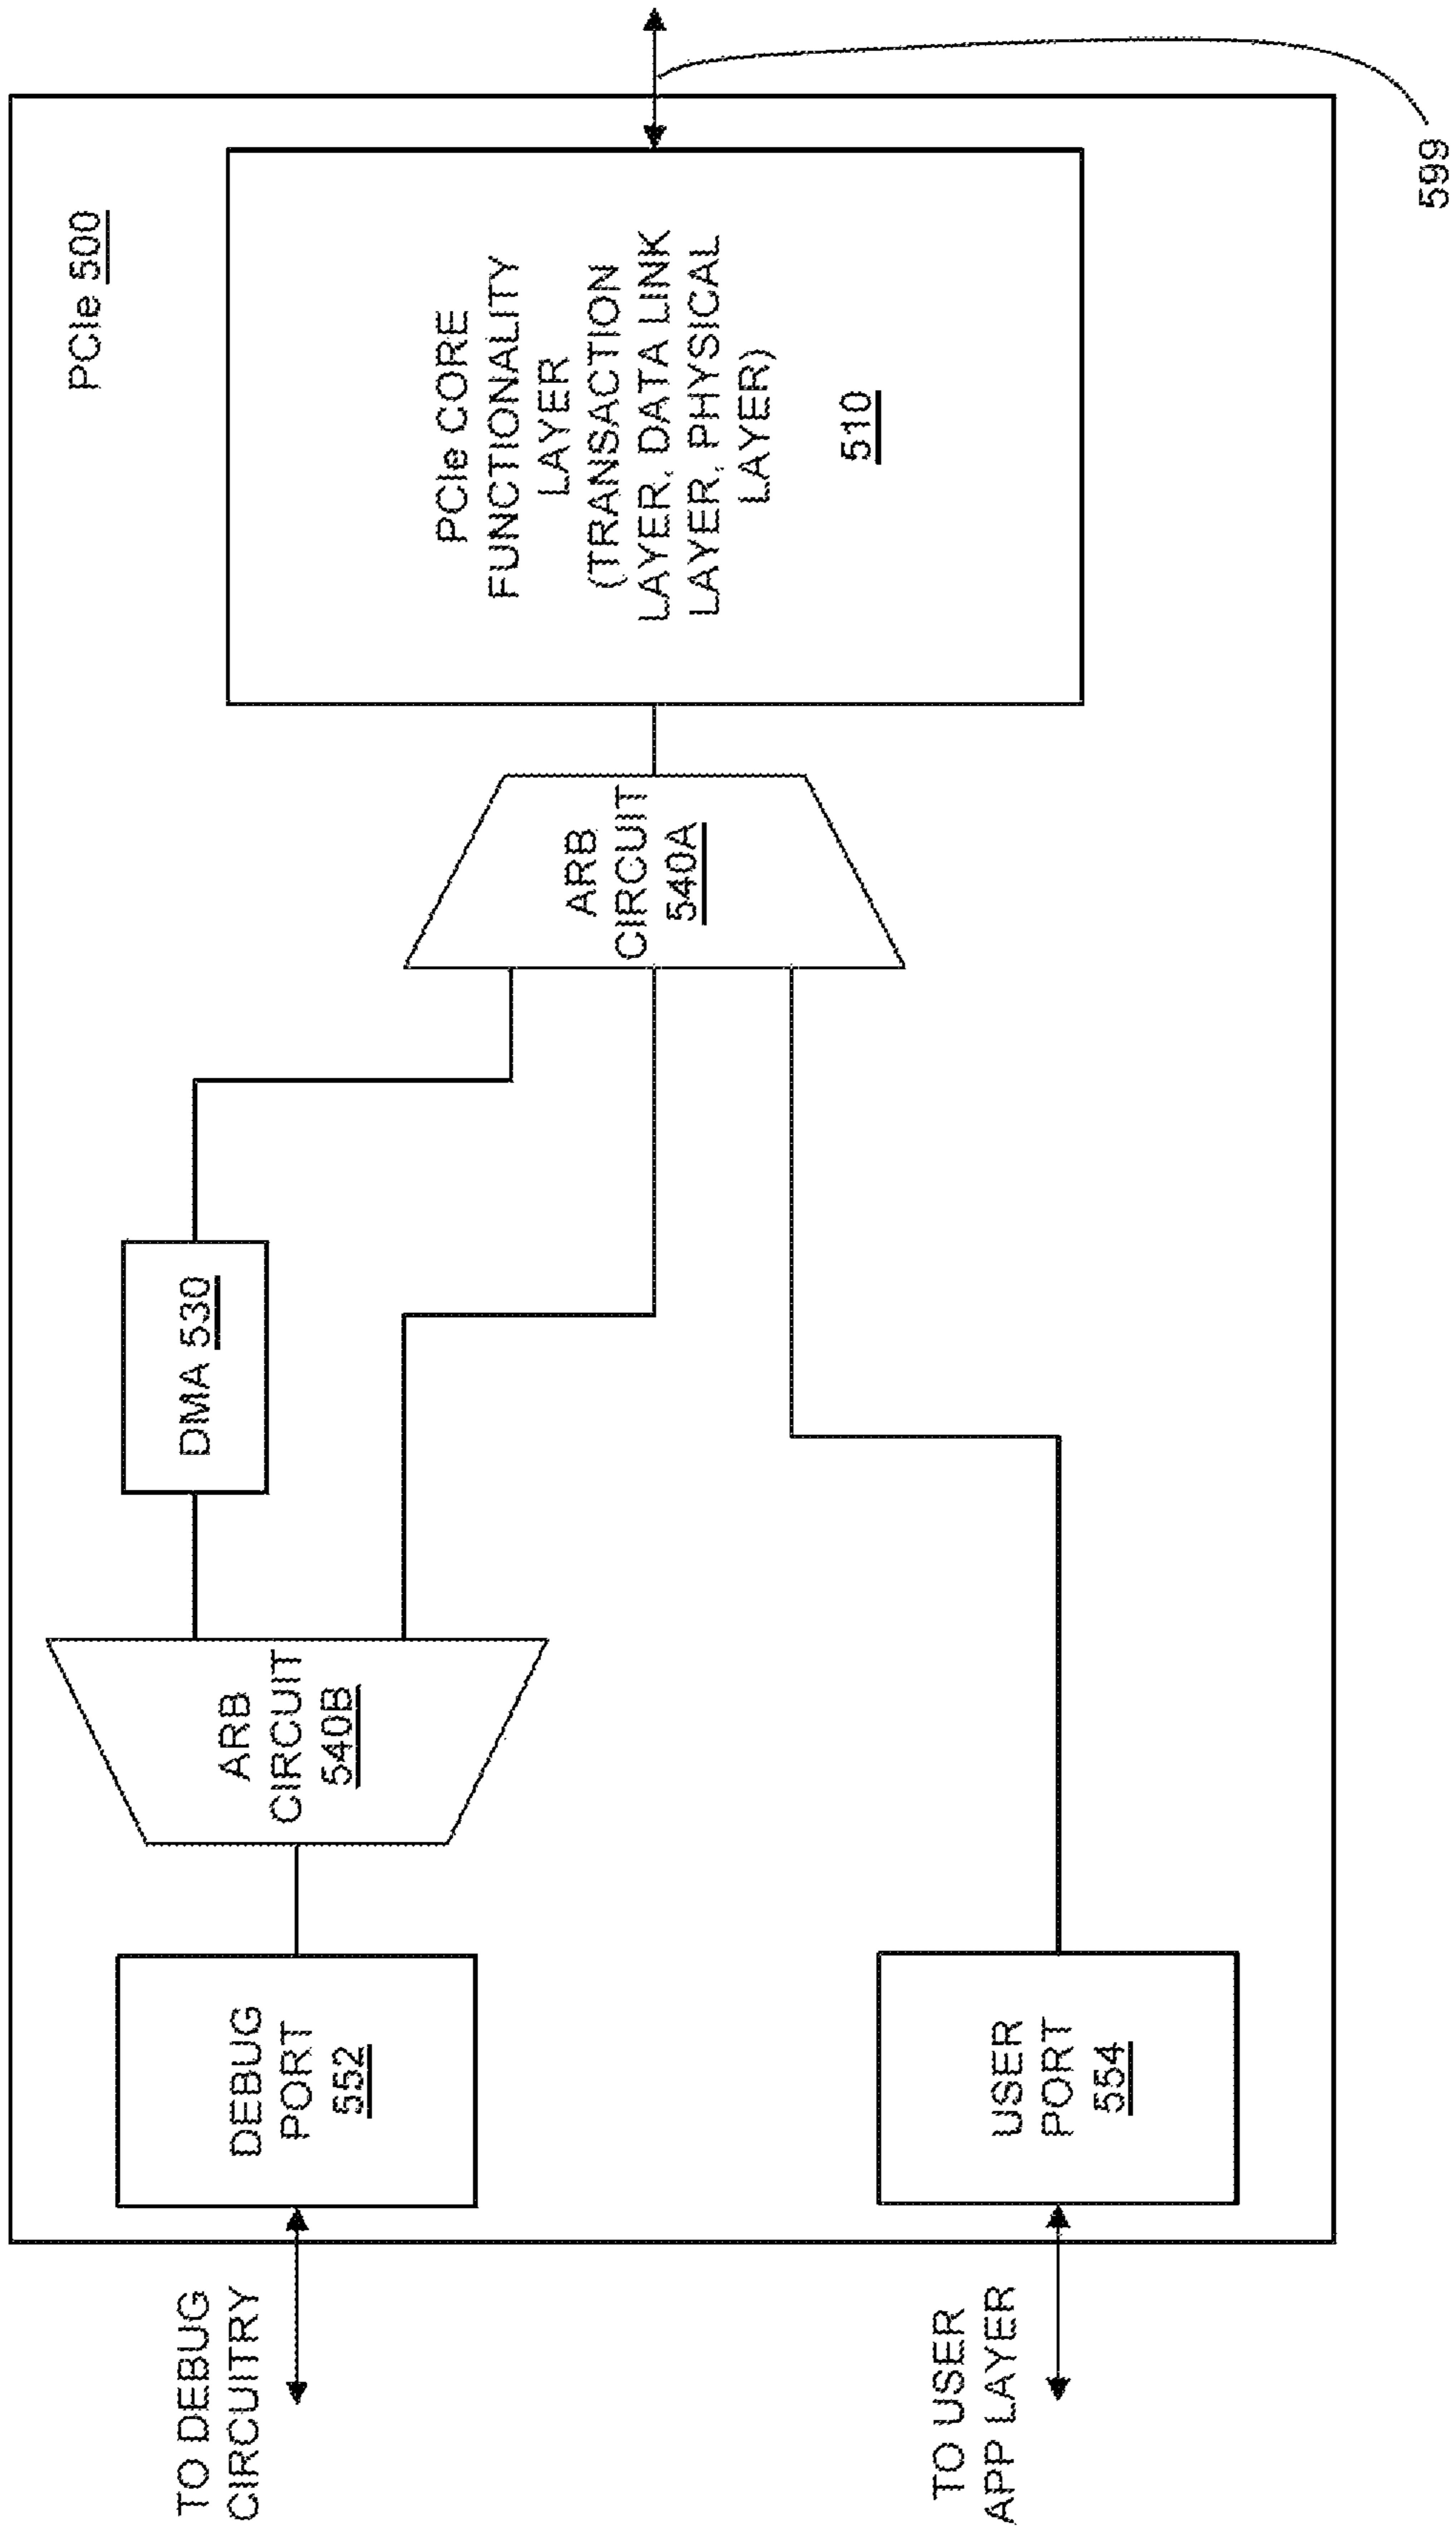 PCIe 500
TO DEBUG
CIRCUITRY
DEBUG
PORT
552
ARB
CIRCUIT
540B
DMA 530
ARB
CIRCUIT
540A
PCIe CORE
FUNCTIONALITY
LAYER
(TRANSACTION
LAYER, DATA LINK
LAYER, PHYSICAL
LAYER)
510
TO USER
APP LAYER
USER
PORT
554
599